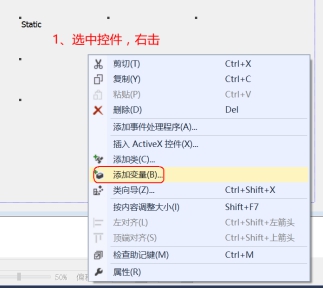 Static
1、选中控件，右击
剪切(T) Ctrl+X
复制(Y) Ctrl+C
粘贴(P) Ctrl+V
删除(D) Del
添加事件处理程序(A)...
插入 ActiveX 控件(X)...
添加类(C)...
添加变量(B)...
类向导(Z)... Ctrl+Shift+X
按内容调整大小(I) Shift+F7
左对齐(L) Ctrl+Shift+左箭头
顶端对齐(S) Ctrl+Shift+上箭头
检查助记键(M) Ctrl+M
50%
属性(R)